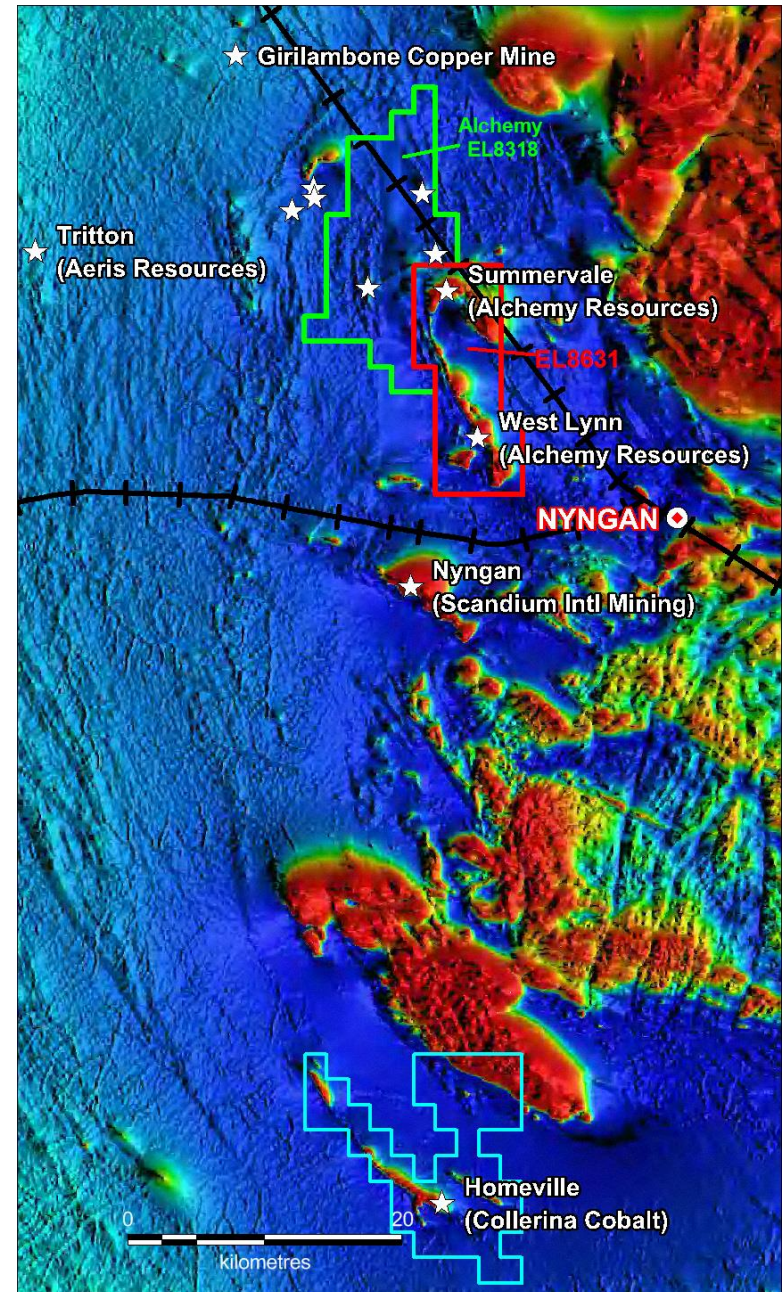 Girilambone Copper Mine
Alchemy
EL8318
Tritton
(Aeris Resources)
Summervale
(Alchemy Resources)
EL8631
West Lynn
(Alchemy Resources)
NYNGAN
Nyngan
(Scandium Intl Mining)
Homeville
(Collerina Cobalt)
0
20
kilometres